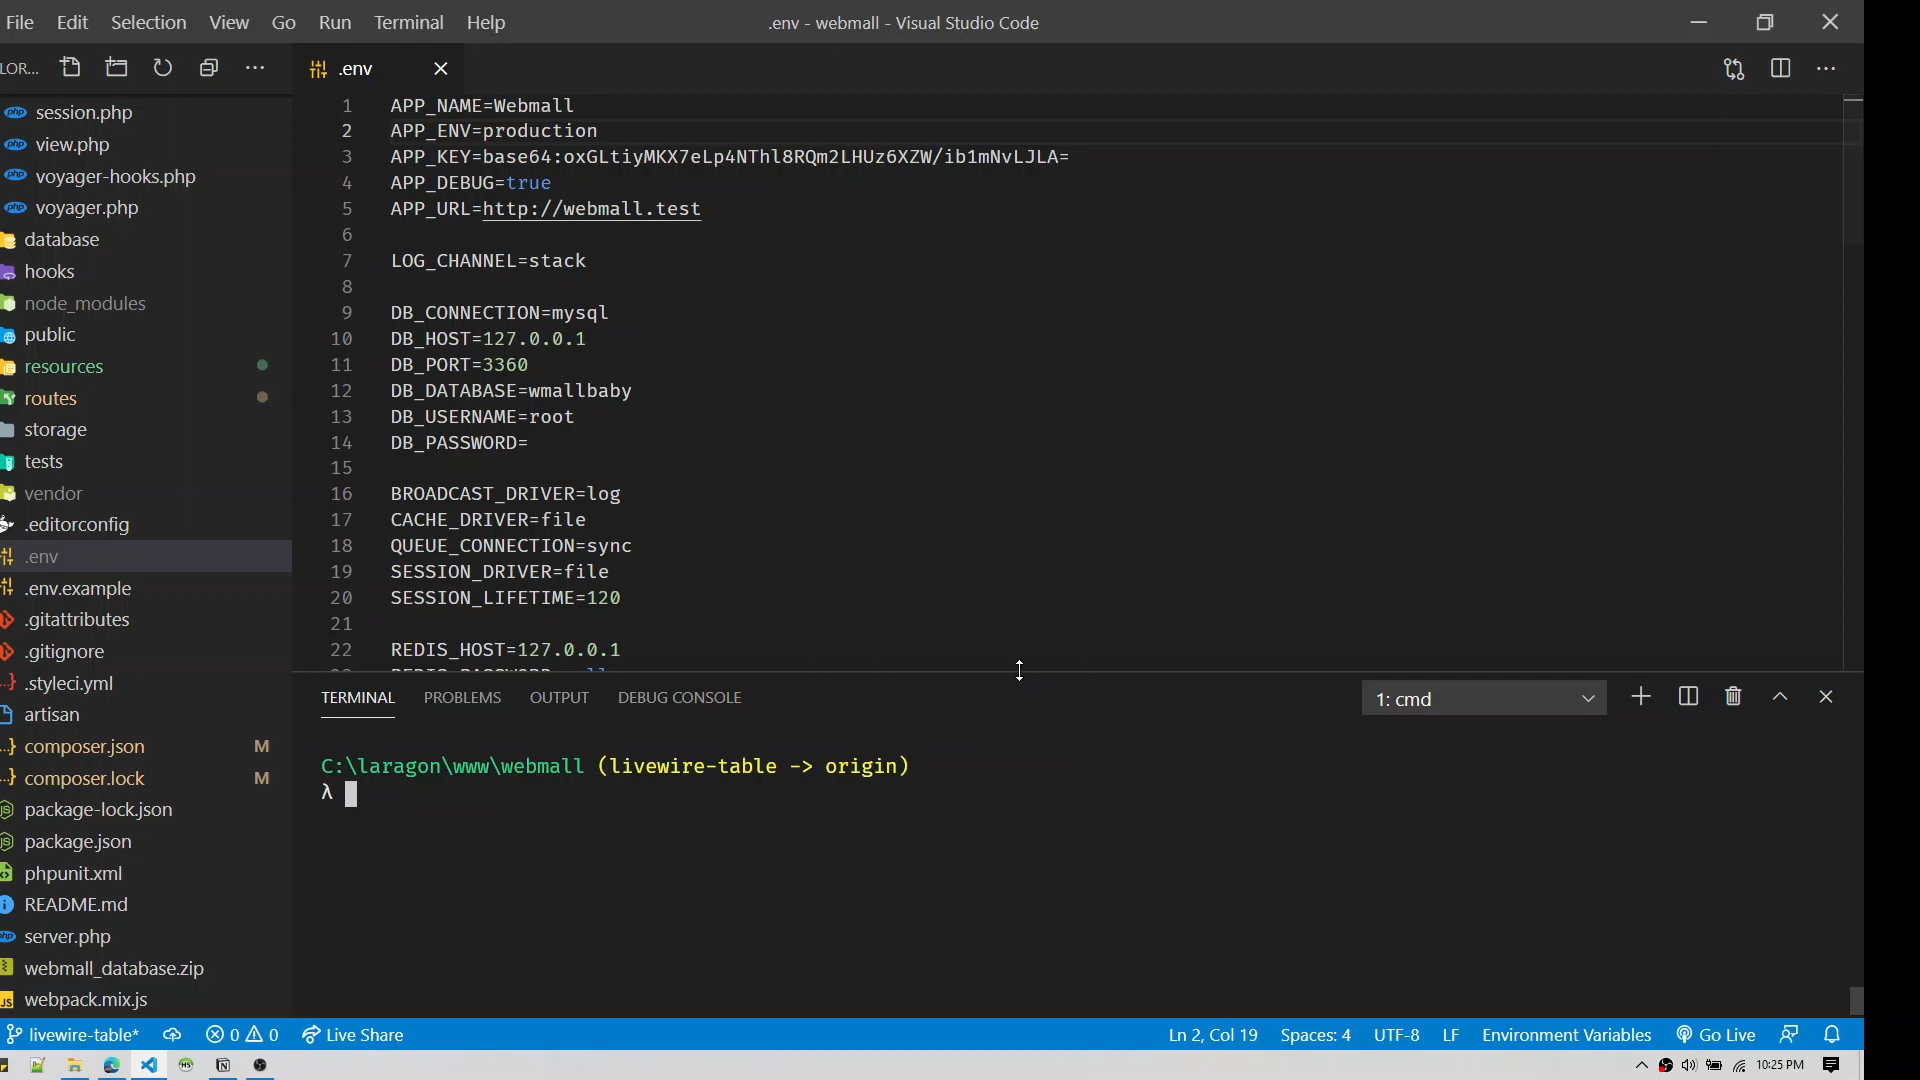 File Edit Selection View Go Run Terminal Help
.env - webmall - Visual Studio Code
LOR...
.env
session.php
view.php
voyager-hooks.php
voyager.php
database
hooks
node_modules
public
resources
routes
storage
tests
vendor
.editorconfig
.env
.env.example
.gitattributes
.gitignore
.styleci.yml
artisan
composer.json M
composer.lock M
package-lock.json
package.json
phpunit.xml
README.md
server.php
webmall_database.zip
webpack.mix.js
1 APP_NAME=Webmall
2 APP_ENV=production
3 APP_KEY=base64:oxGLtiyMKX7eLp4NThl8RQm2LHUz6XZW/ib1mNvLJLA=
4 APP_DEBUG=true
5 APP_URL=http://webmall.test
6
7 LOG_CHANNEL=stack
8
9 DB_CONNECTION=mysql
10 DB_HOST=127.0.0.1
11 DB_PORT=3360
12 DB_DATABASE=wmallbaby
13 DB_USERNAME=root
14 DB_PASSWORD=
15
16 BROADCAST_DRIVER=log
17 CACHE_DRIVER=file
18 QUEUE_CONNECTION=sync
19 SESSION_DRIVER=file
20 SESSION_LIFETIME=120
21
22 REDIS_HOST=127.0.0.1
TERMINAL PROBLEMS OUTPUT DEBUG CONSOLE
1: cmd
C:\laragon\www\webmall (livewire-table -> origin)
λ
livewire-table* 0 0 Live Share
Ln 2, Col 19 Spaces: 4 UTF-8 LF Environment Variables Go Live
10:25 PM